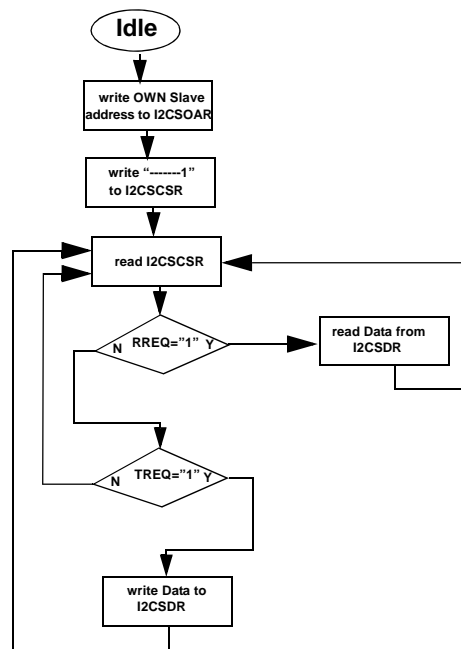 Idle
write OWN Slave
address to I2CSOAR
write “-------1”
to I2CSCSR
read I2CSCSR
N RREQ=”1” Y
read Data from
I2CSDR
N TREQ=”1” Y
write Data to
I2CSDR